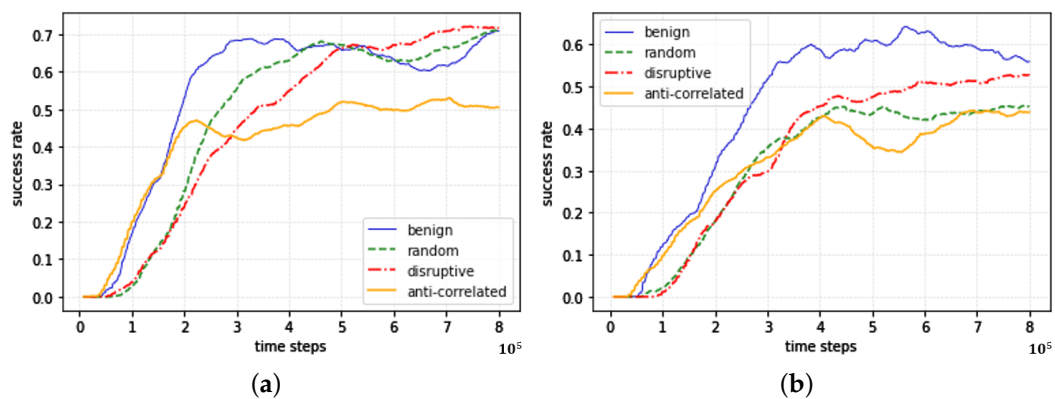 0.7
0.6
0.5
0.4
0.3
0.2
0.1
0.0
success rate
benign
random
disruptive
anti-correlated
0 1 2 3 4 5 6 7 8
time steps
10⁵
(a)
0.6
0.5
0.4
0.3
0.2
0.1
0.0
success rate
benign
random
disruptive
anti-correlated
0 1 2 3 4 5 6 7 8
time steps
10⁵
(b)